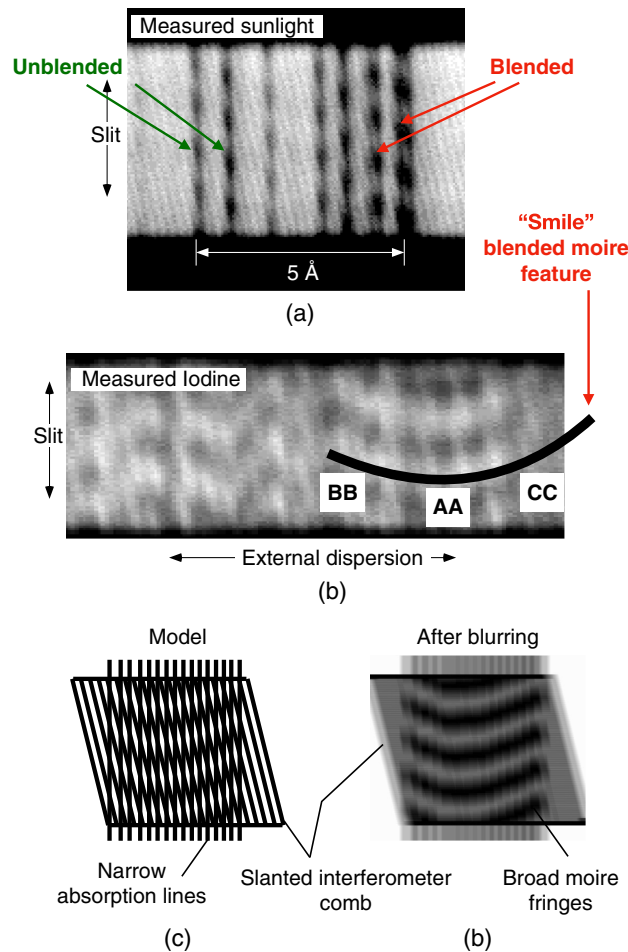 Measured sunlight
Unblended
Blended
Slit
5 Å
(a)
“Smile”
blended moire
feature
Measured Iodine
Slit
BB
AA
CC
External dispersion
(b)
Model
After blurring
Narrow
absorption lines
Slanted interferometer
comb
Broad moire
fringes
(c)
(b)